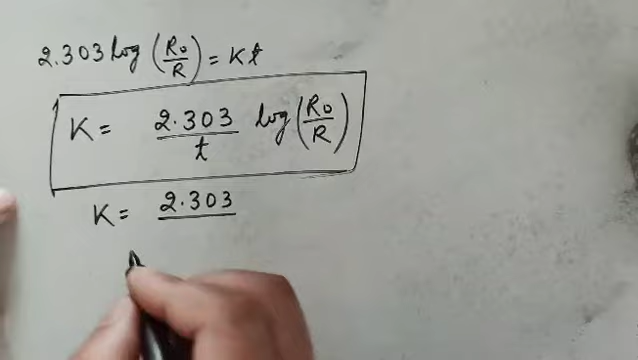 2.303 log (R₀/R) = Kt
K = 2.303/t log (R₀/R)
K = 2.303